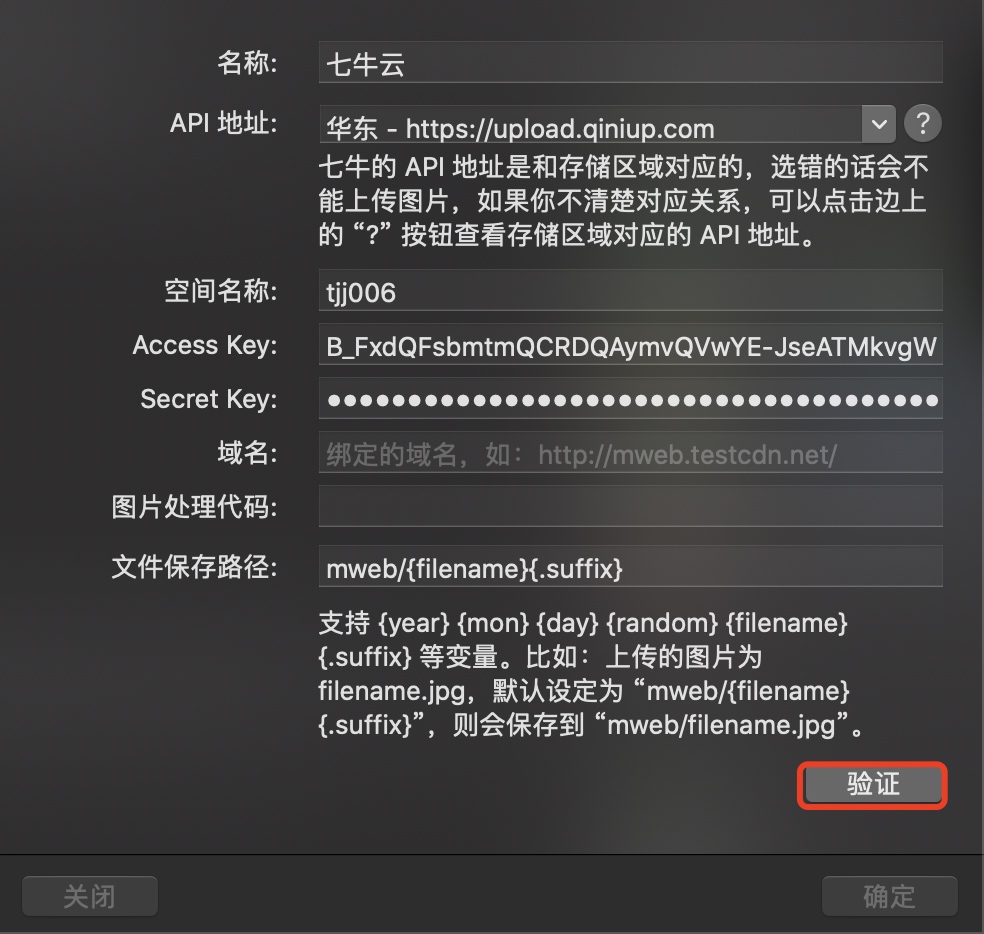 名称: 七牛云
API 地址: 华东 - https://upload.qiniup.com ?
七牛的 API 地址是和存储区域对应的，选错的话会不
能上传图片，如果你不清楚对应关系，可以点击边上
的 “?” 按钮查看存储区域对应的 API 地址。
空间名称: tjj006
Access Key: B_FxdQFsbmtmQCRDQAymvQVwYE-JseATMkvgW
Secret Key: ●●●●●●●●●●●●●●●●●●●●●●●●●●●●●●●●●●●●●●
域名: 绑定的域名，如：http://mweb.testcdn.net/
图片处理代码:
文件保存路径: mweb/{filename}{.suffix}
支持 {year} {mon} {day} {random} {filename}
{.suffix} 等变量。比如：上传的图片为
filename.jpg，默认设定为 “mweb/{filename}
{.suffix}”，则会保存到 “mweb/filename.jpg”。
验证
关闭 确定